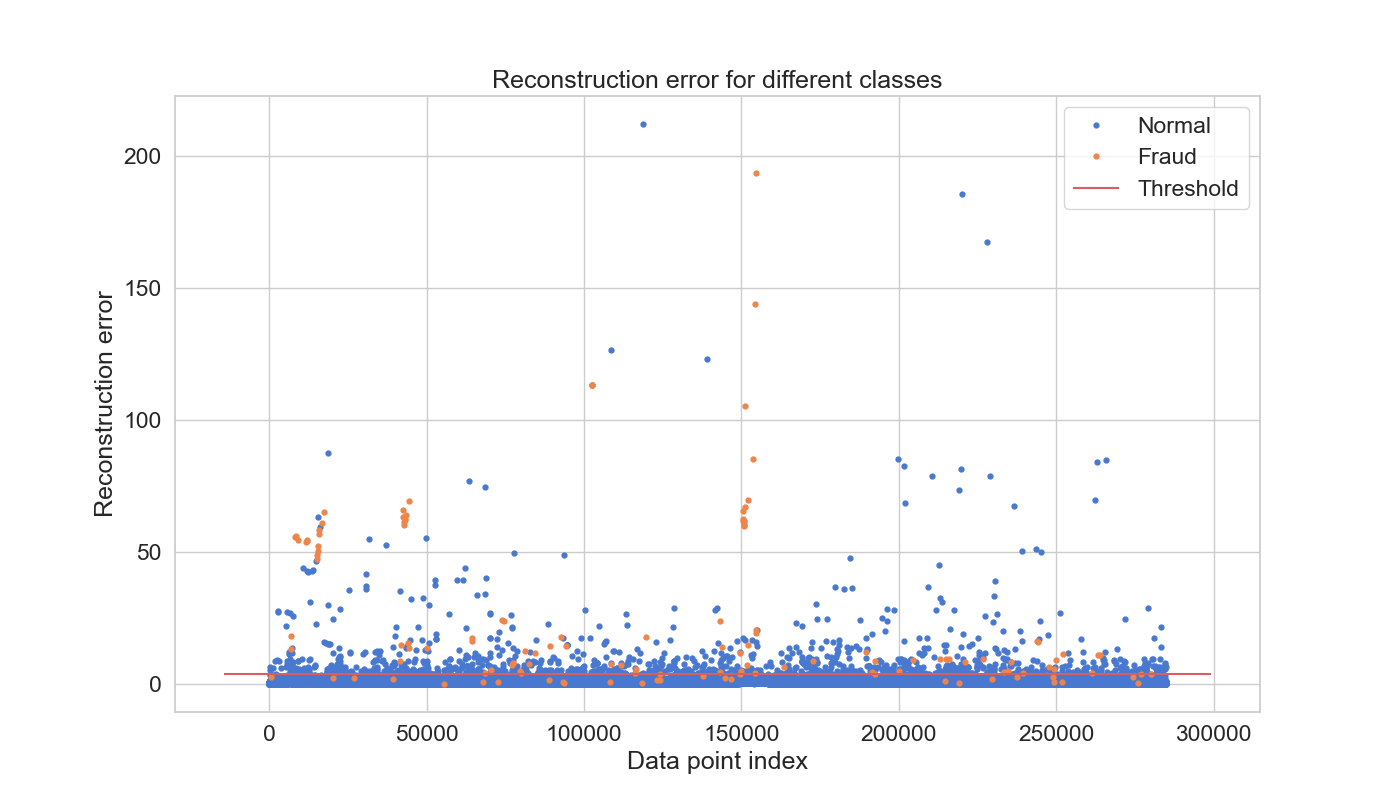 Reconstruction error for different classes
Normal
Fraud
Threshold
200
150
100
50
0
Reconstruction error
0 50000 100000 150000 200000 250000 300000
Data point index